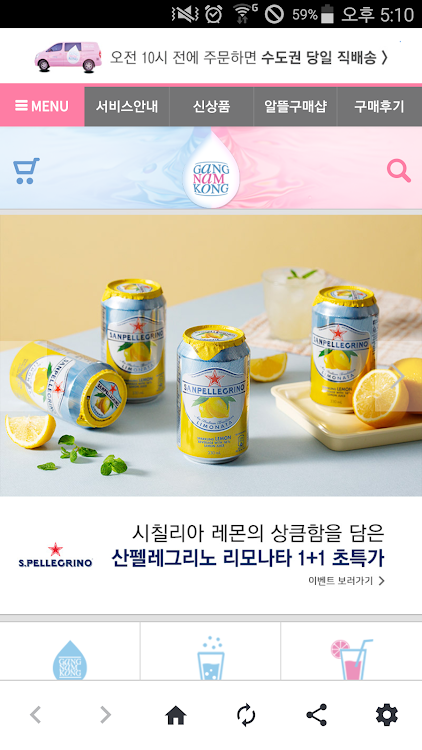 59% 오후 5:10
오전 10시 전에 주문하면 수도권 당일 직배송 〉
MENU 서비스안내 신상품 알뜰구매샵 구매후기
GANG
NAM
KONG
SANPELLEGRINO
LIMONATA
SANPELLEGRINO
LIMONATA
SANPELLEGRINO
LIMONATA
SANPELLEGRINO
LIMONATA
시칠리아 레몬의 상큼함을 담은
S.PELLEGRINO 산펠레그리노 리모나타 1+1 초특가
이벤트 보러가기 >
GANG
NAM
KONG